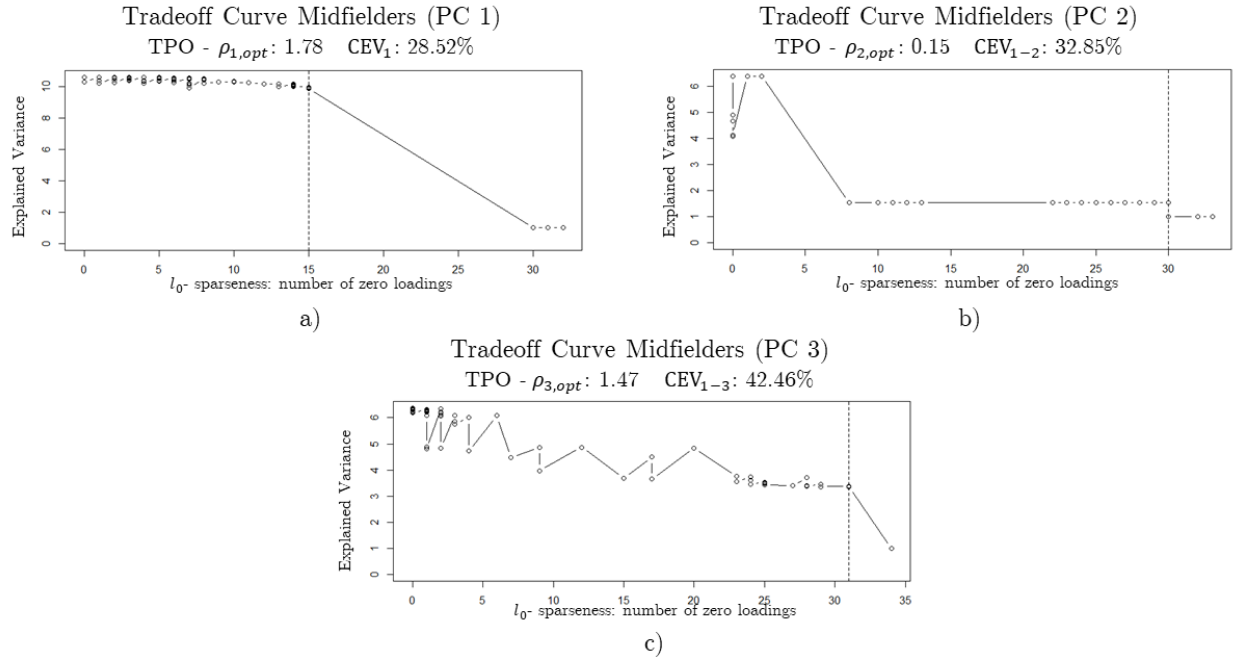 Tradeoff Curve Midfielders (PC 1)
TPO - ρ1,opt: 1.78 CEV1: 28.52%
Explained Variance
10
8
6
4
2
0
0 5 10 15 20 25 30
l0- sparseness: number of zero loadings
a)
Tradeoff Curve Midfielders (PC 2)
TPO - ρ2,opt: 0.15 CEV1−2: 32.85%
Explained Variance
6
5
4
3
2
1
0
0 5 10 15 20 25 30
l0- sparseness: number of zero loadings
b)
Tradeoff Curve Midfielders (PC 3)
TPO - ρ3,opt: 1.47 CEV1−3: 42.46%
Explained Variance
6
5
4
3
2
1
0
0 5 10 15 20 25 30 35
l0- sparseness: number of zero loadings
c)